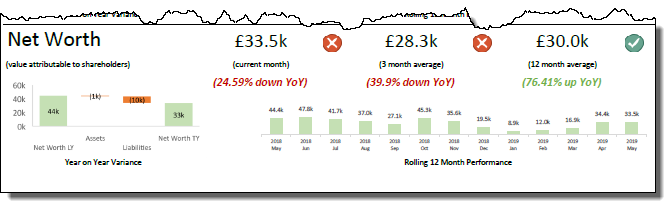 Net Worth
£33.5k
£28.3k
£30.0k
(value attributable to shareholders)
(current month)
(3 month average)
(12 month average)
(24.59% down YoY)
(39.9% down YoY)
(76.41% up YoY)
60k
40k
20k
0k
44k
(1k)
(10k)
33k
Net Worth LY
Assets
Liabilities
Net Worth TY
Year on Year Variance
44.4k 47.8k 41.7k 37.0k 27.1k 45.3k 35.6k 19.5k 8.9k 12.0k 16.9k 34.4k 33.5k
2018 2018 2018 2018 2018 2018 2018 2018 2019 2019 2019 2019 2019
May Jun Jul Aug Sep Oct Nov Dec Jan Feb Mar Apr May
Rolling 12 Month Performance